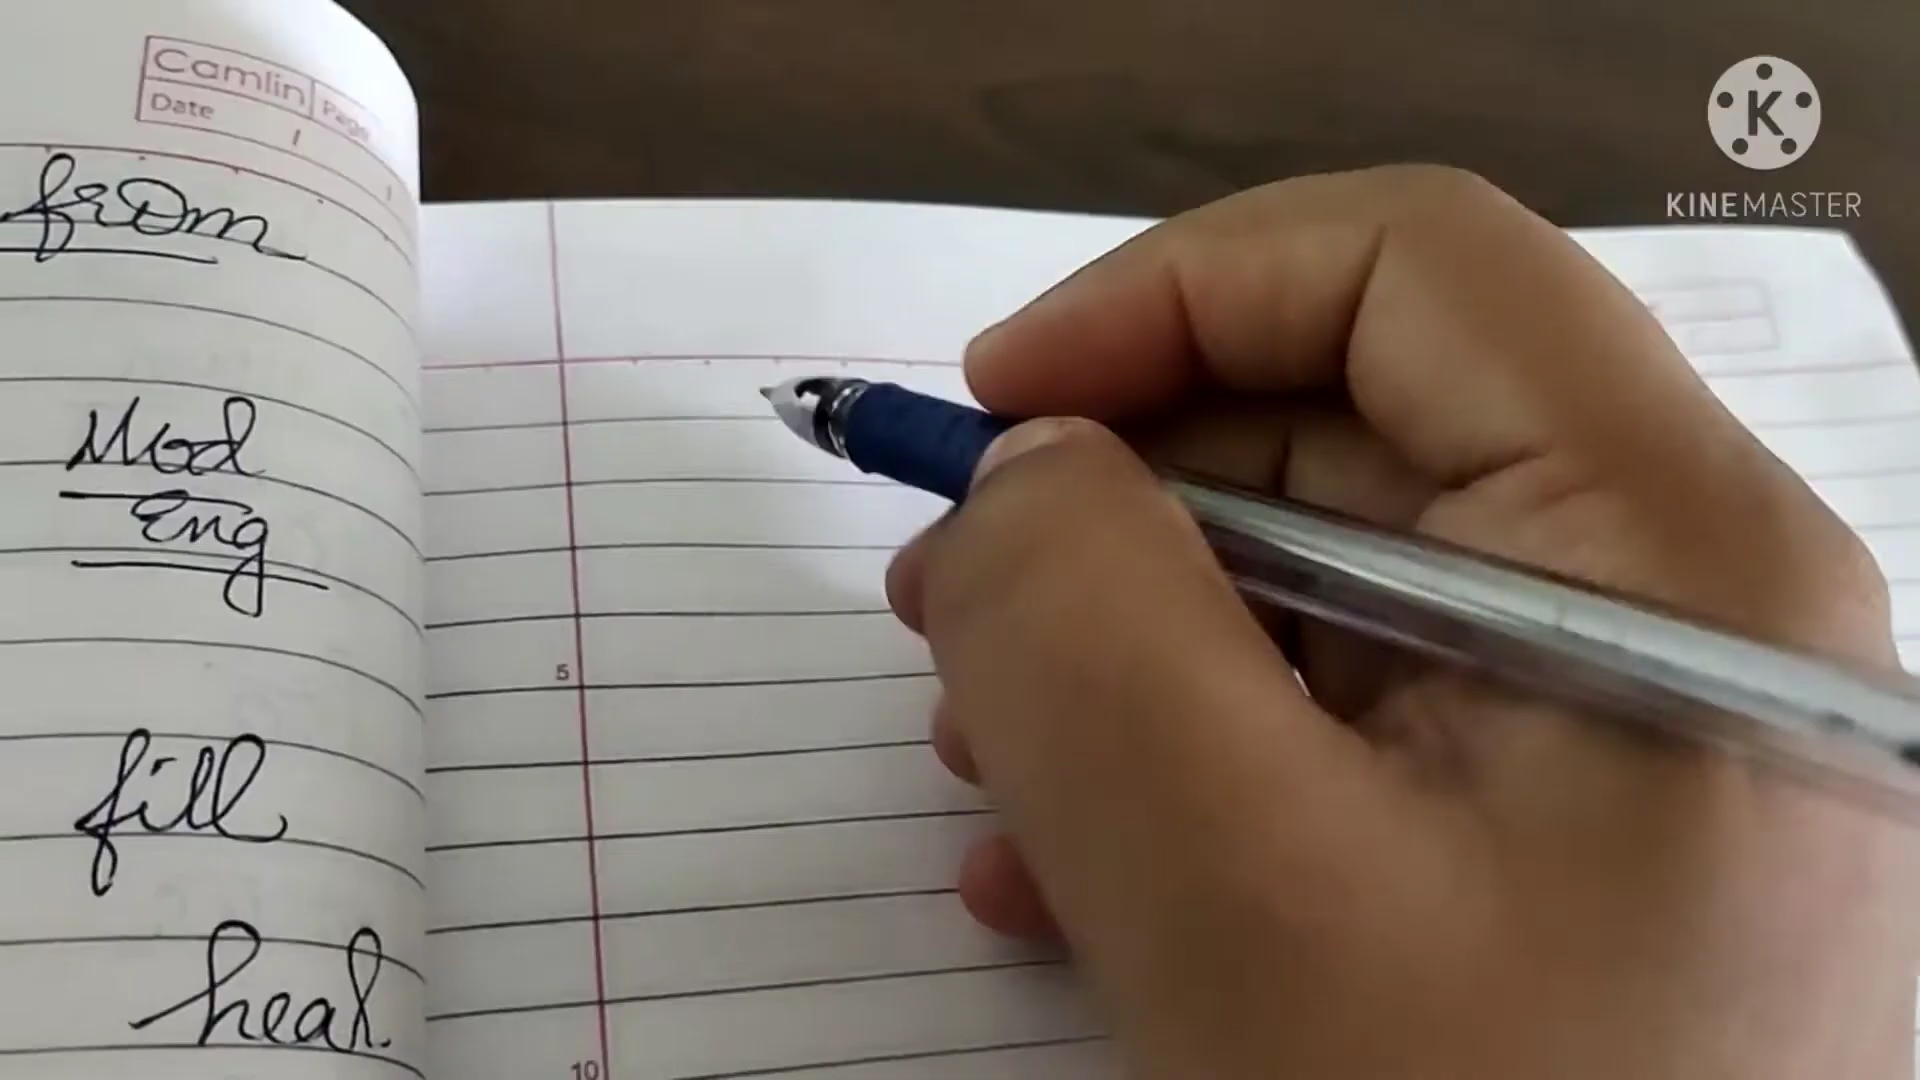 Camlin Page
Date /
from
Mod
Eng
fill
heal
5
10
K
KINEMASTER